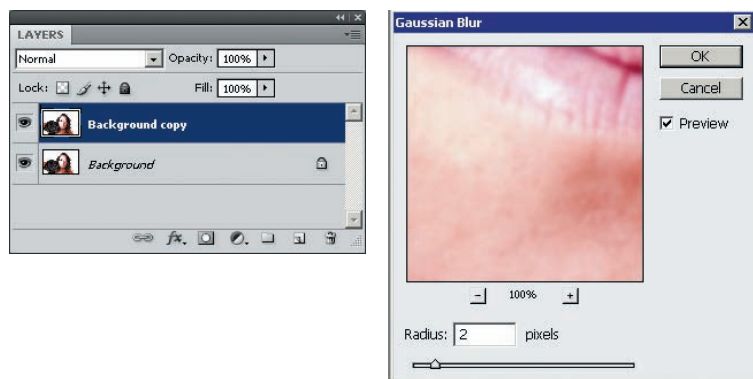 LAYERS
Normal Opacity: 100%
Lock: Fill: 100%
Background copy
Background
fx.
Gaussian Blur
OK
Cancel
Preview
- 100% +
Radius: 2 pixels